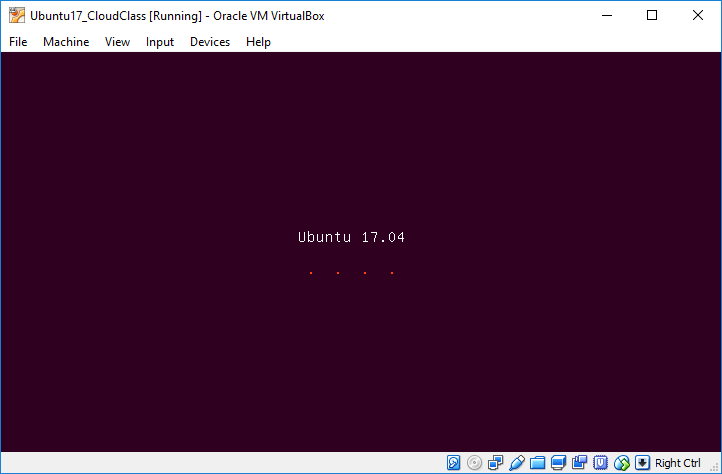 Ubuntu17_CloudClass [Running] - Oracle VM VirtualBox
File Machine View Input Devices Help
Ubuntu 17.04
. . . .
Right Ctrl